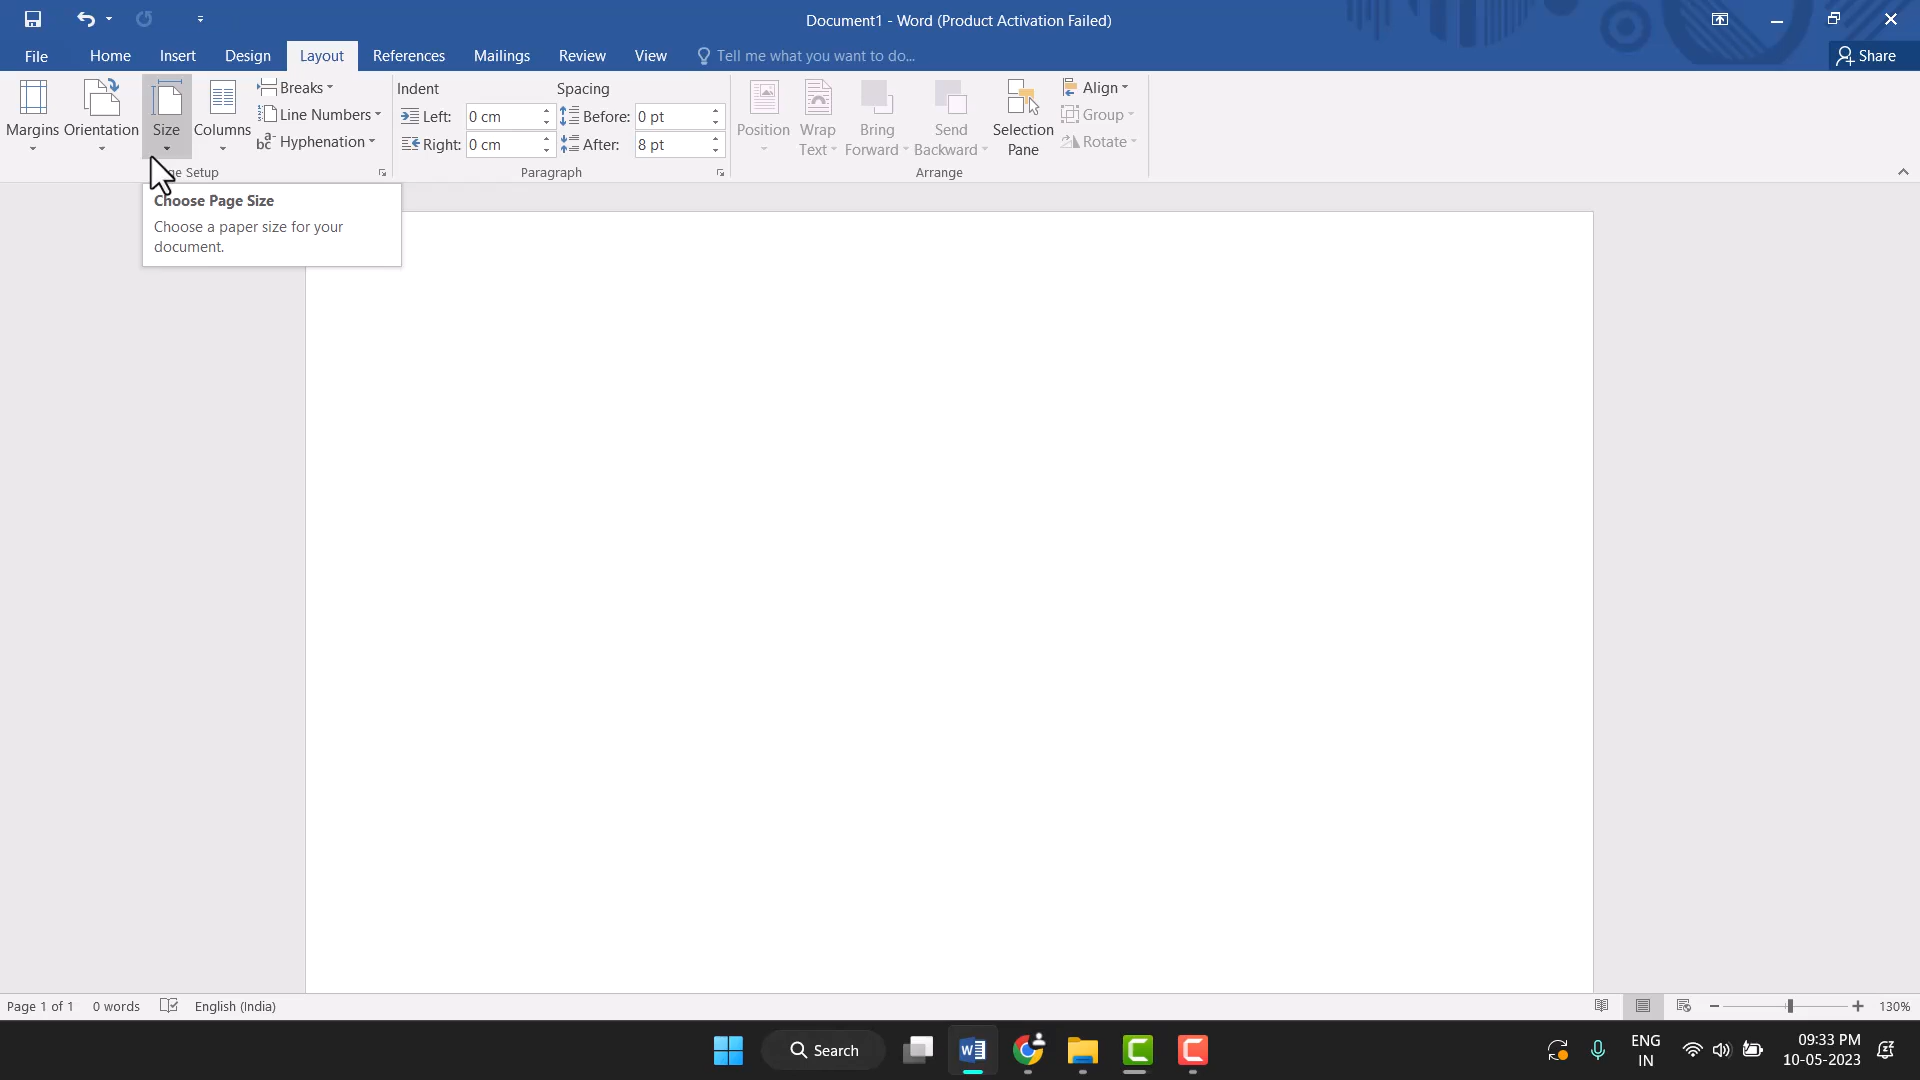 Document1 - Word (Product Activation Failed)
File Home Insert Design Layout References Mailings Review View Tell me what you want to do... Share
Margins Orientation Size Columns
Breaks
Line Numbers
Hyphenation
Setup
Indent Spacing
Left: 0 cm Before: 0 pt
Right: 0 cm After: 8 pt
Paragraph
Position Wrap Text Bring Forward Send Backward Selection Pane
Align
Group
Rotate
Arrange
Choose Page Size
Choose a paper size for your
document.
Page 1 of 1 0 words English (India) 130%
Search
ENG
IN
09:33 PM
10-05-2023